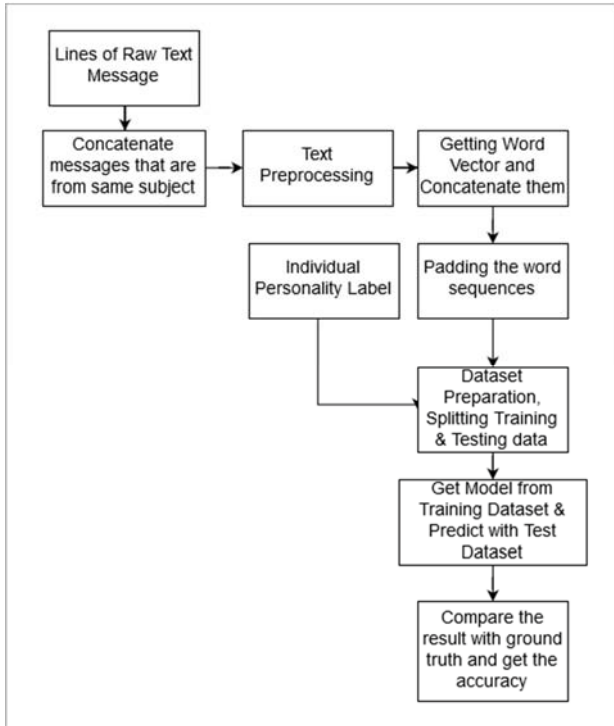 Lines of Raw Text
Message
Concatenate
messages that are
from same subject
Text
Preprocessing
Getting Word
Vector and
Concatenate them
Individual
Personality Label
Padding the word
sequences
Dataset
Preparation,
Splitting Training
& Testing data
Get Model from
Training Dataset &
Predict with Test
Dataset
Compare the
result with ground
truth and get the
accuracy